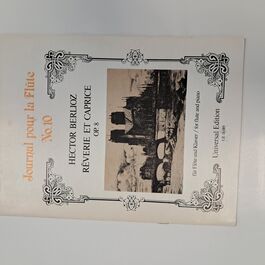 Journal pour la Flûte
No.10
HECTOR BERLIOZ
RÊVERIE ET CAPRICE
OP. 8
für Flöte und Klavier / for flute and piano
Universal Edition